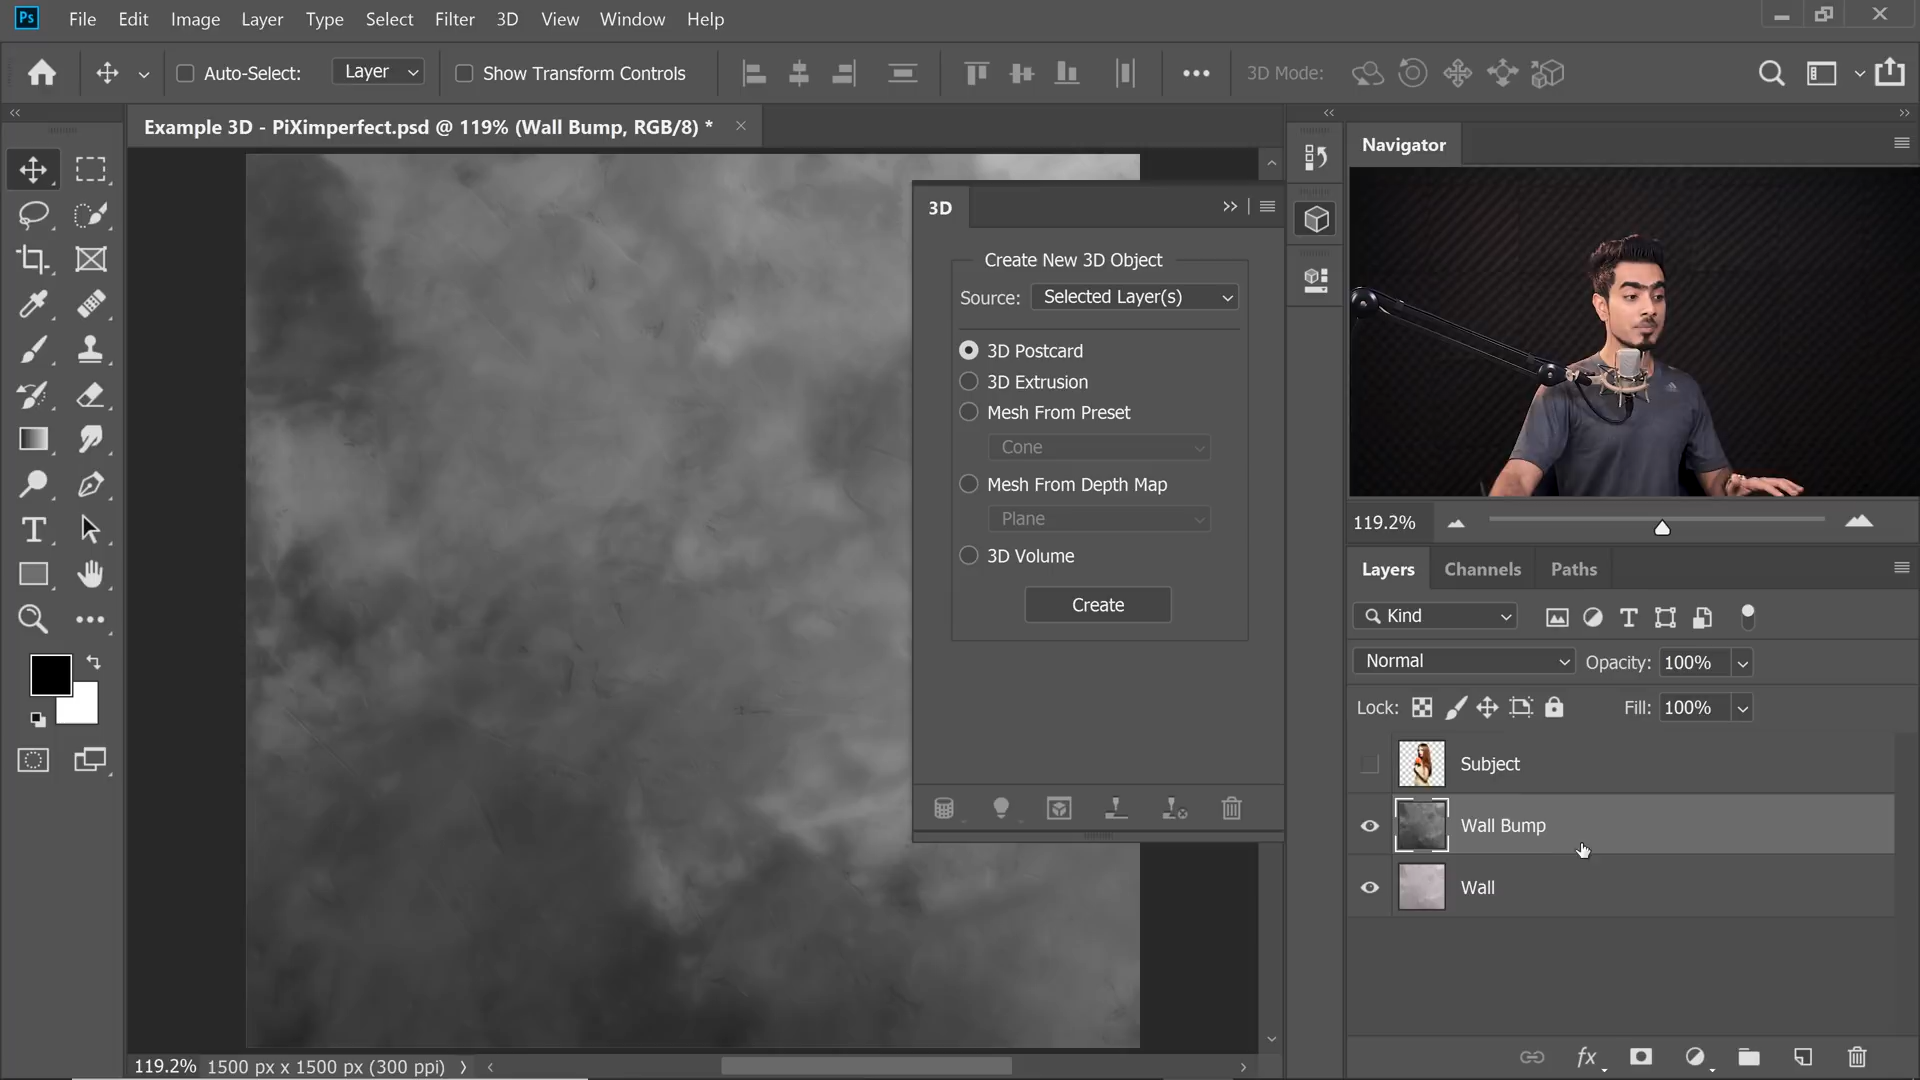 Ps File Edit Image Layer Type Select Filter 3D View Window Help
Auto-Select: Layer Show Transform Controls 3D Mode:
Example 3D - PiXimperfect.psd @ 119% (Wall Bump, RGB/8) *
Navigator
3D
Create New 3D Object
Source: Selected Layer(s)
3D Postcard
3D Extrusion
Mesh From Preset
Cone
Mesh From Depth Map
Plane
3D Volume
Create
119.2%
Layers Channels Paths
Kind
Normal Opacity: 100%
Lock: Fill: 100%
Subject
Wall Bump
Wall
fx
119.2% 1500 px x 1500 px (300 ppi)